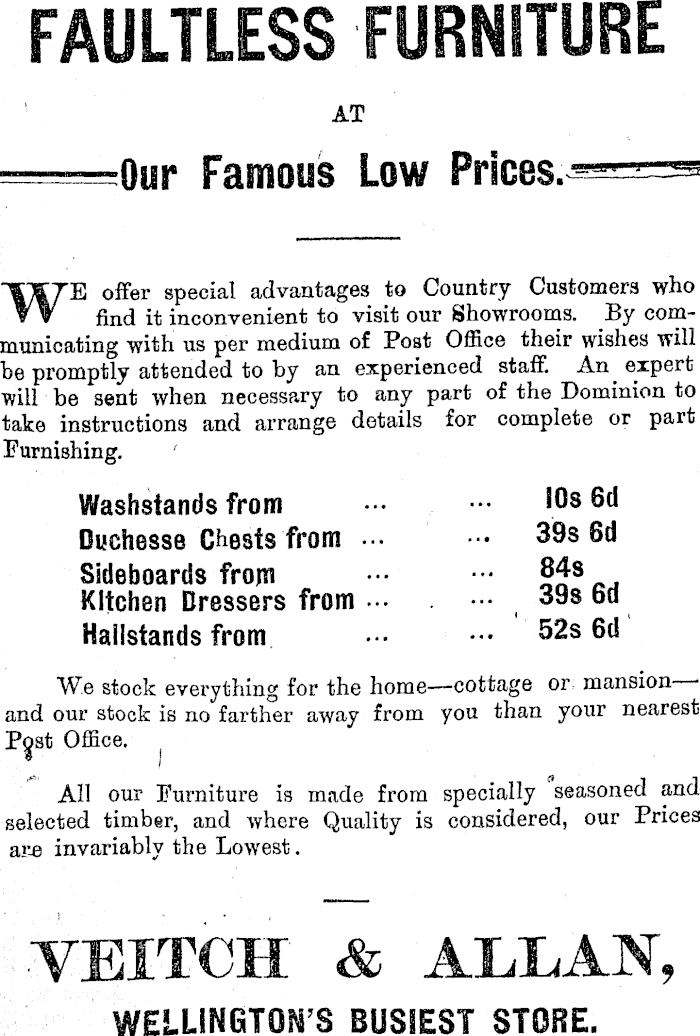 FAULTLESS FURNITURE
AT
Our Famous Low Prices.
WE offer special advantages to Country Customers who
find it inconvenient to visit our Showrooms. By com-
municating with us per medium of Post Office their wishes will
be promptly attended to by an experienced staff. An expert
will be sent when necessary to any part of the Dominion to
take instructions and arrange details for complete or part
Furnishing.
Washstands from ... ... 10s 6d
Duchesse Chests from ... ... 39s 6d
Sideboards from ... ... 84s
KItchen Dressers from ... ... 39s 6d
Hallstands from ... ... 52s 6d
We stock everything for the home—cottage or mansion—
and our stock is no farther away from you than your nearest
Post Office.
All our Furniture is made from specially seasoned and
selected timber, and where Quality is considered, our Prices
are invariably the Lowest.
VEITCH & ALLAN,
WELLINGTON'S BUSIEST STORE.